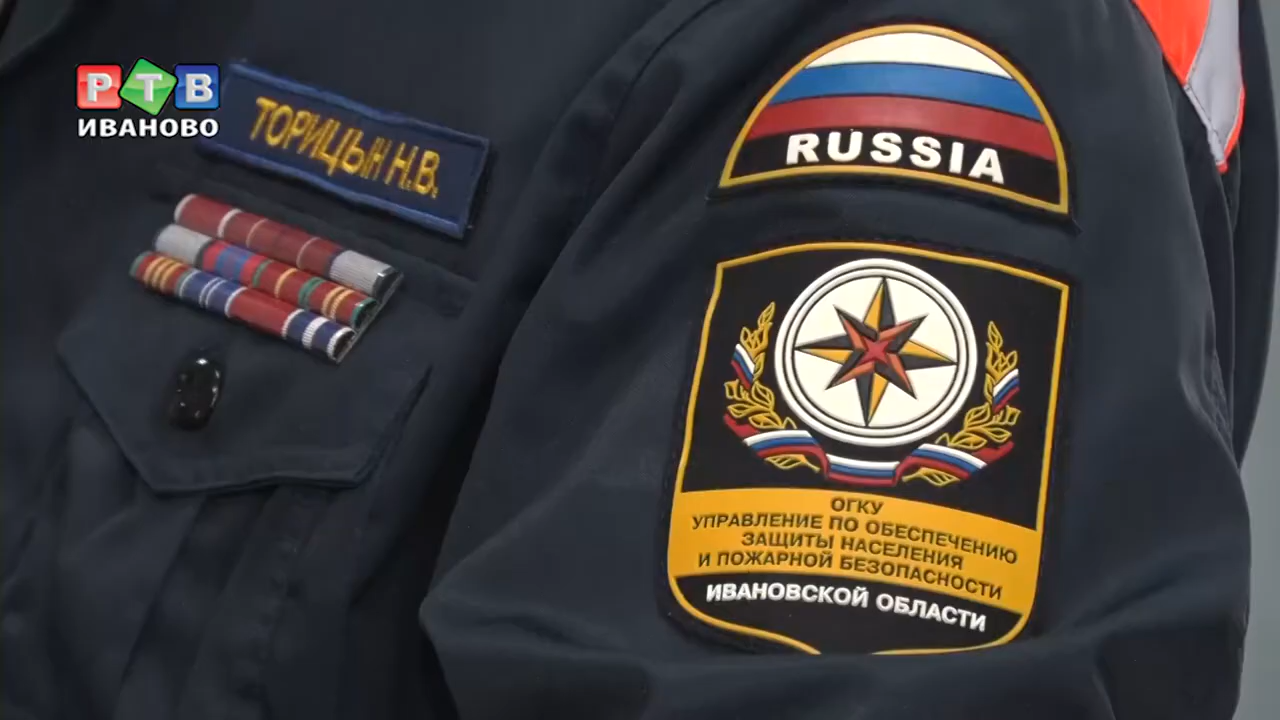 РТВ
ИВАНОВО
ТОРИЦЫН Н.В.
RUSSIA
ОГКУ
УПРАВЛЕНИЕ ПО ОБЕСПЕЧЕНИЮ
ЗАЩИТЫ НАСЕЛЕНИЯ
И ПОЖАРНОЙ БЕЗОПАСНОСТИ
ИВАНОВСКОЙ ОБЛАСТИ